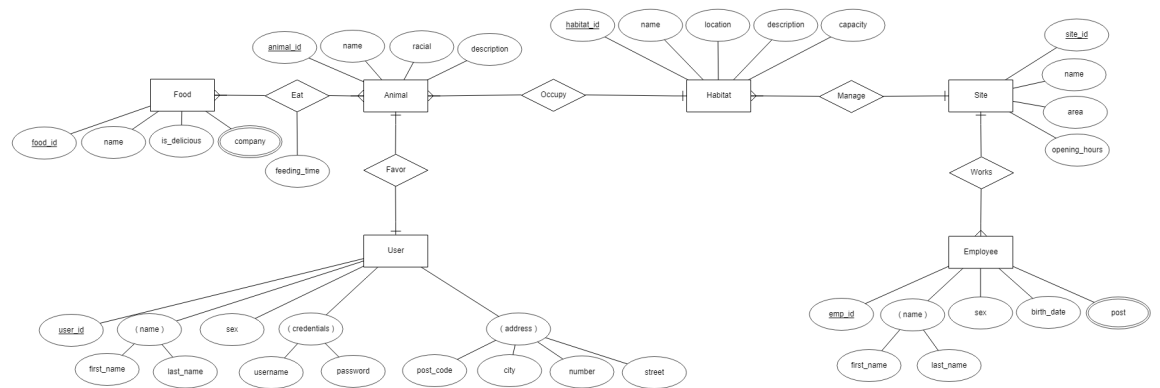 habitat_id
name
location
description
capacity
site_id
animal_id
name
racial
description
name
Food
Eat
Animal
Occupy
Habitat
Manage
Site
area
food_id
name
is_delicious
company
opening_hours
feeding_time
Favor
Works
User
Employee
user_id
( name )
sex
( credentials )
( address )
emp_id
( name )
sex
birth_date
post
first_name
last_name
username
password
post_code
city
number
street
first_name
last_name